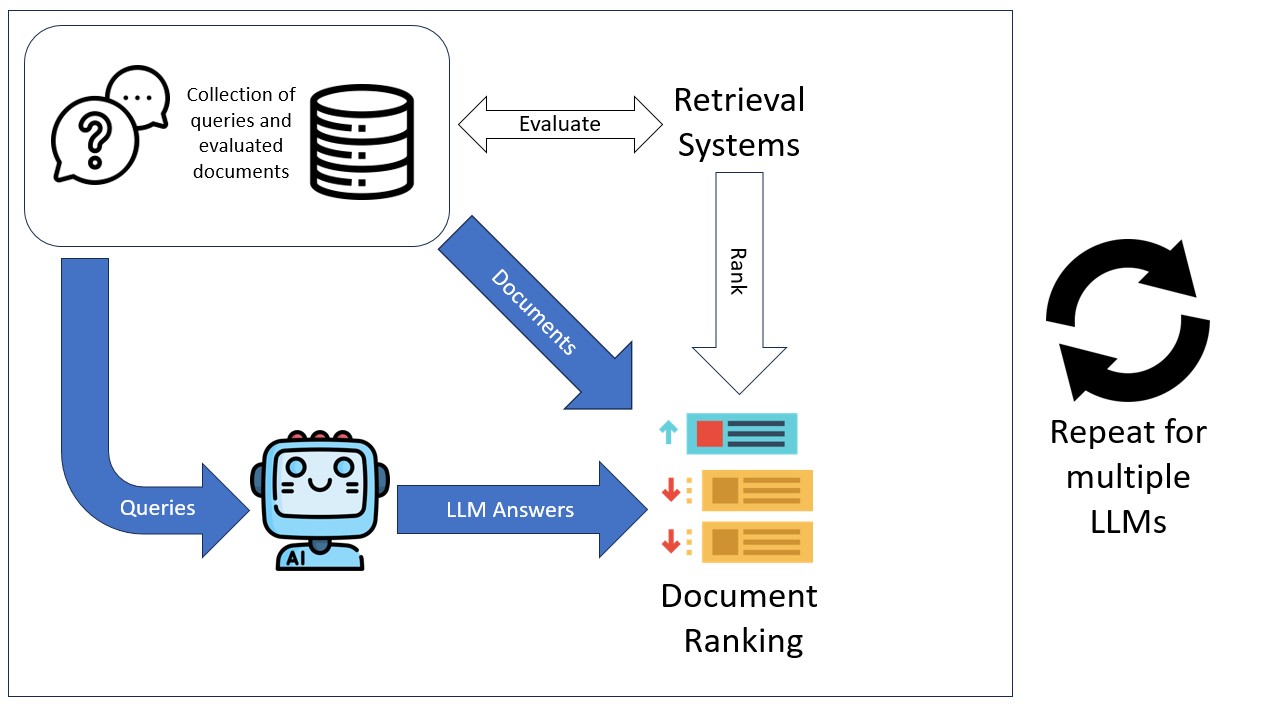 Collection of
queries and
evaluated
documents
Evaluate
Retrieval
Systems
Rank
Documents
Queries
AI
LLM Answers
Document
Ranking
Repeat for
multiple
LLMs